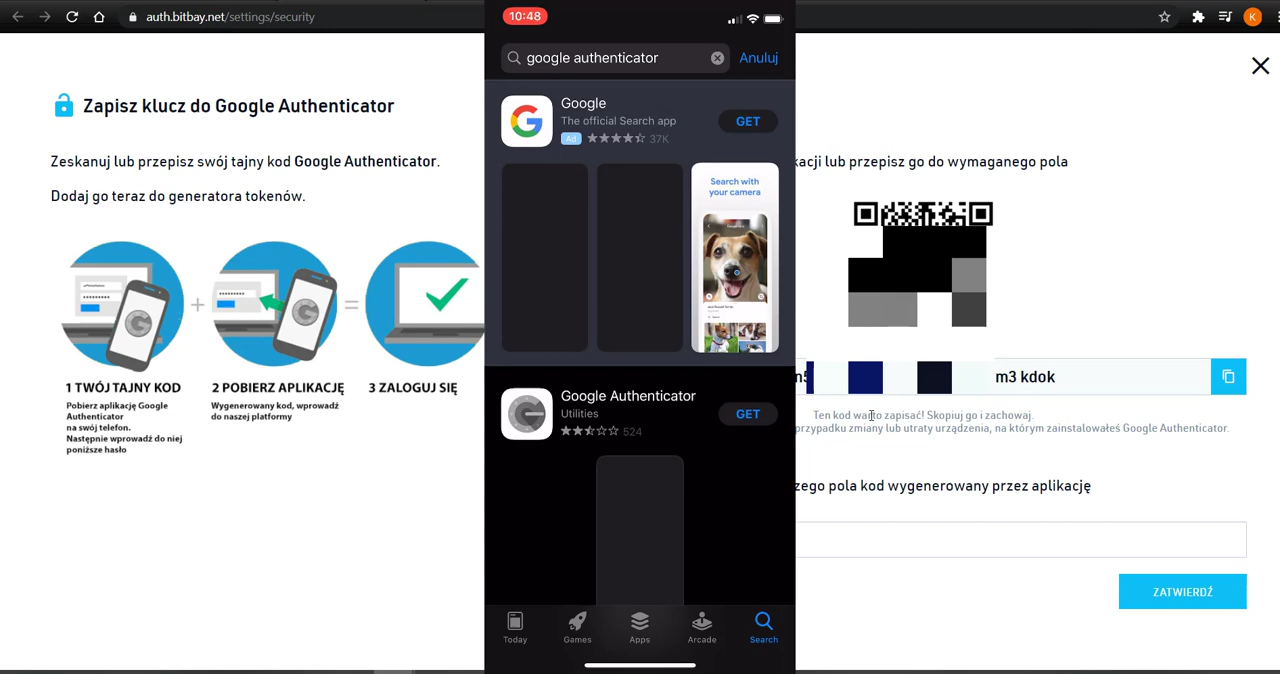 auth.bitbay.net/settings/security
K
Zapisz klucz do Google Authenticator
Zeskanuj lub przepisz swój tajny kod Google Authenticator.
Dodaj go teraz do generatora tokenów.
+
=
1 TWÓJ TAJNY KOD
Pobierz aplikację Google
Authenticator
na swój telefon.
Następnie wprowadź do niej
poniższe hasło
2 POBIERZ APLIKACJĘ
Wygenerowany kod, wprowadź
do naszej platformy
3 ZALOGUJ SIĘ
10:48
google authenticator
Anuluj
Google
The official Search app
Ad
37K
GET
Search with
your camera
Google Authenticator
Utilities
524
GET
Today
Games
Apps
Arcade
Search
kacji lub przepisz go do wymaganego pola
m3 kdok
Ten kod warto zapisać! Skopiuj go i zachowaj.
przypadku zmiany lub utraty urządzenia, na którym zainstalowałeś Google Authenticator.
zego pola kod wygenerowany przez aplikację
ZATWIERDŹ